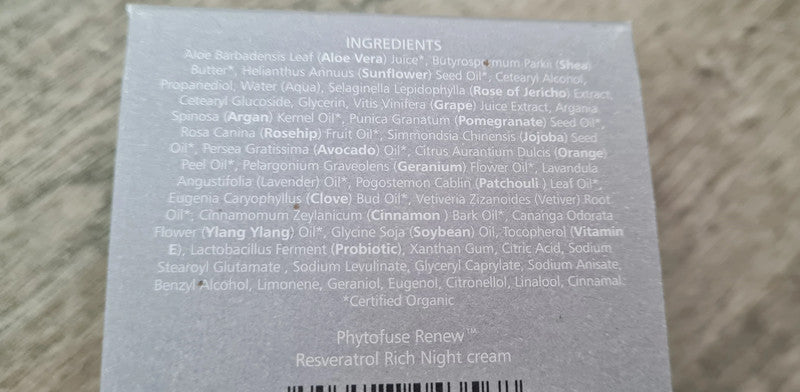 INGREDIENTS
Aloe Barbadensis Leaf (Aloe Vera) Juice*, Butyrospermum Parkii (Shea)
Butter*, Helianthus Annuus (Sunflower) Seed Oil*, Cetearyl Alcohol,
Propanediol, Water (Aqua), Selaginella Lepidophylla (Rose of Jericho) Extract,
Cetearyl Glucoside, Glycerin, Vitis Vinifera (Grape) Juice Extract, Argania
Spinosa (Argan) Kernel Oil*, Punica Granatum (Pomegranate) Seed Oil*,
Rosa Canina (Rosehip) Fruit Oil*, Simmondsia Chinensis (Jojoba) Seed
Oil*, Persea Gratissima (Avocado) Oil*, Citrus Aurantium Dulcis (Orange)
Peel Oil*, Pelargonium Graveolens (Geranium) Flower Oil*, Lavandula
Angustifolia (Lavender) Oil*, Pogostemon Cablin (Patchouli ) Leaf Oil*,
Eugenia Caryophyllus (Clove) Bud Oil*, Vetiveria Zizanoides (Vetiver) Root
Oil*, Cinnamomum Zeylanicum (Cinnamon ) Bark Oil*, Cananga Odorata
Flower (Ylang Ylang) Oil*, Glycine Soja (Soybean) Oil, Tocopherol (Vitamin
E), Lactobacillus Ferment (Probiotic), Xanthan Gum, Citric Acid, Sodium
Stearoyl Glutamate , Sodium Levulinate, Glyceryl Caprylate, Sodium Anisate,
Benzyl Alcohol, Limonene, Geraniol, Eugenol, Citronellol, Linalool, Cinnamal.
*Certified Organic
Phytofuse Renew™
Resveratrol Rich Night cream